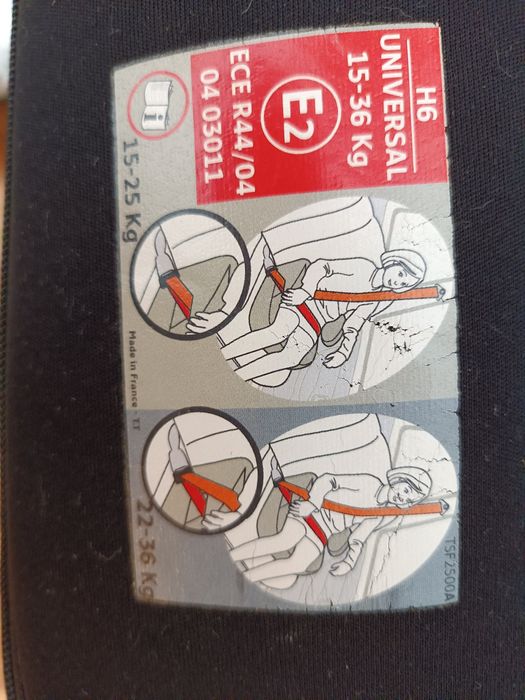 H6
UNIVERSAL
15-36 Kg
E2
ECE R44/04
04 03011
i
15-25 Kg
Made in France - T.T
22-36 Kg
TSF2500A